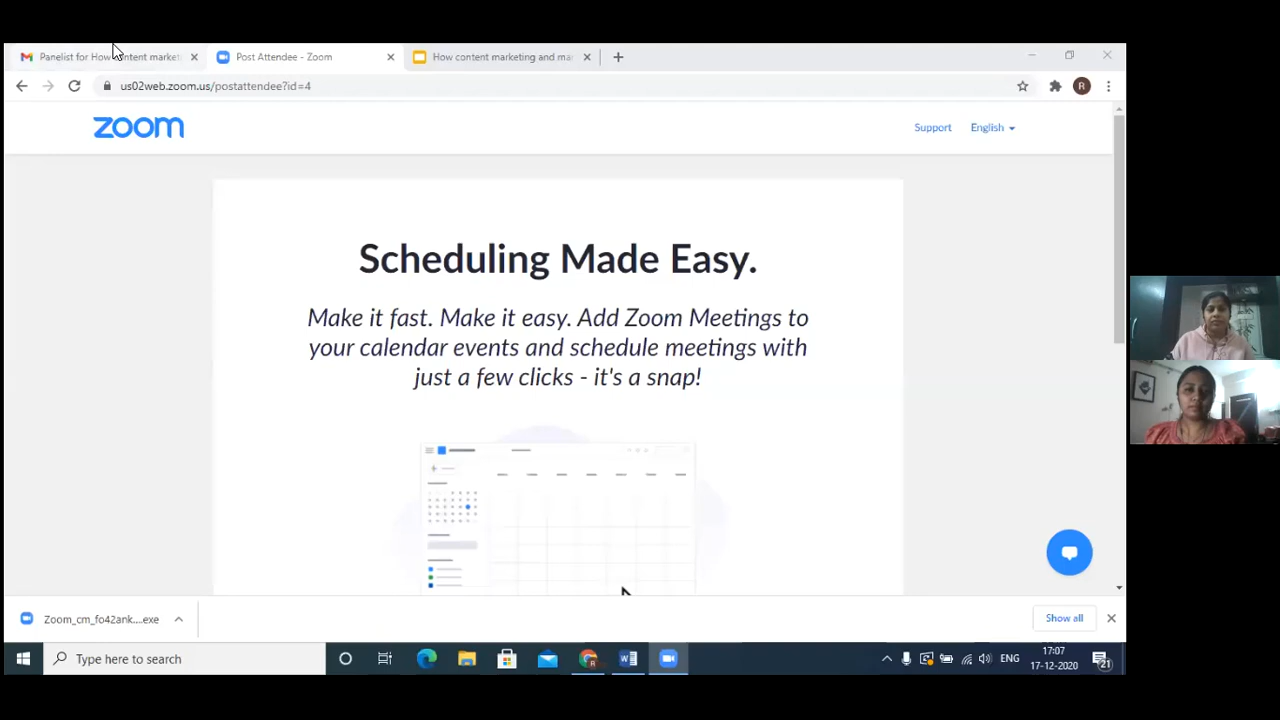 Panelist for How content market
Post Attendee - Zoom
How content marketing and ma
us02web.zoom.us/postattendee?id=4
R
zoom
Support
English
Scheduling Made Easy.
Make it fast. Make it easy. Add Zoom Meetings to
your calendar events and schedule meetings with
just a few clicks - it's a snap!
Zoom_cm_fo42ank....exe
Show all
Type here to search
ENG
17:07
17-12-2020
21